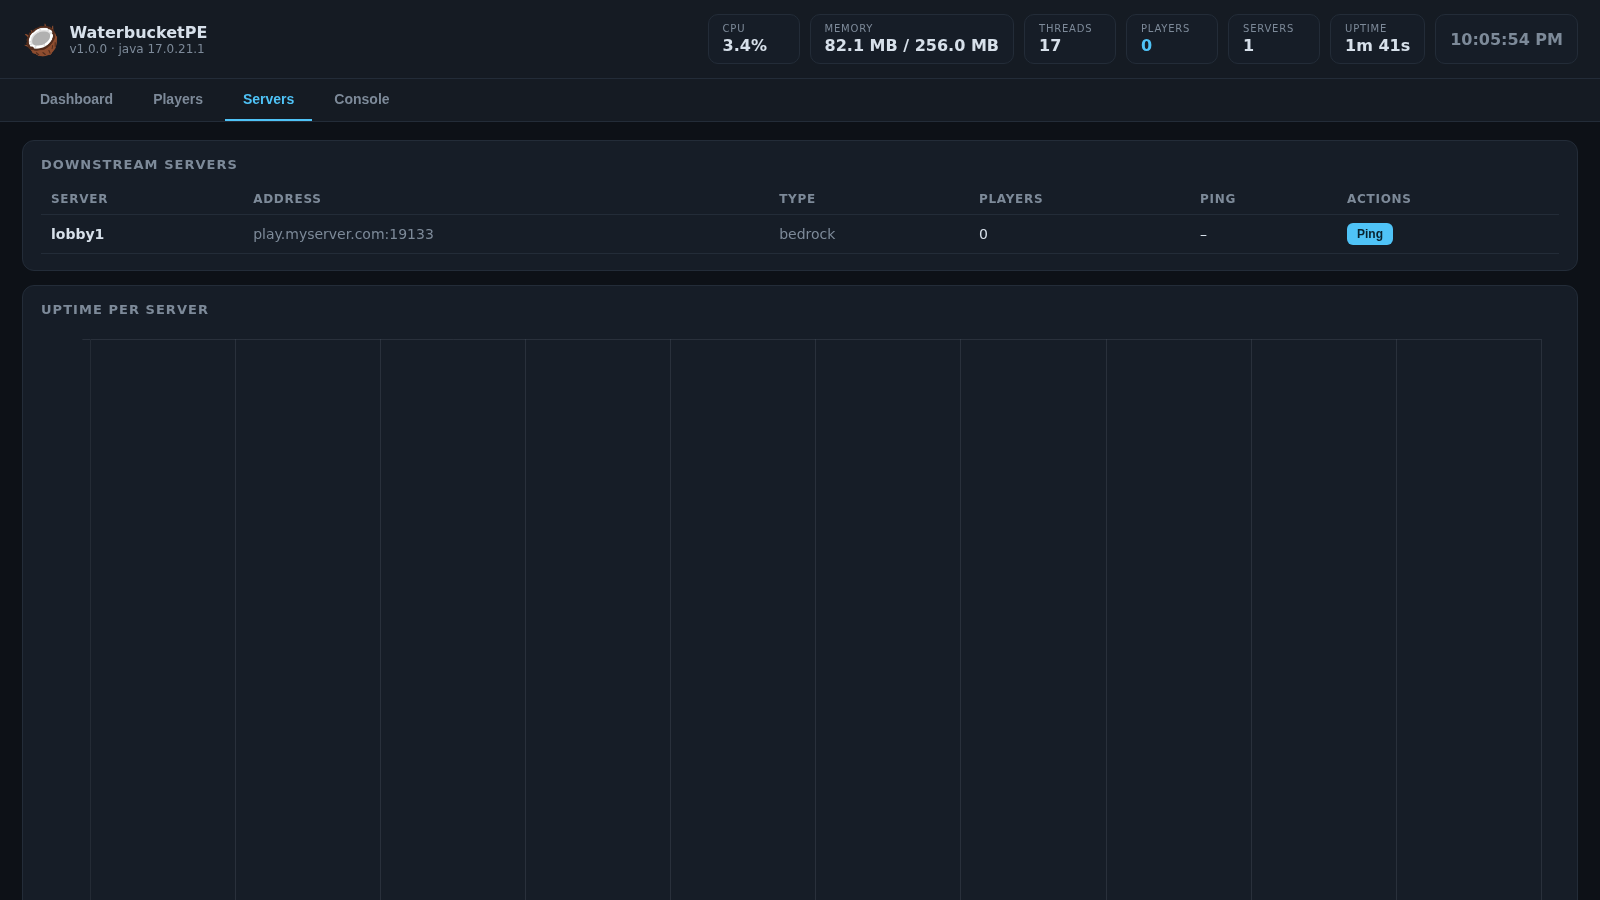 WaterbucketPE
v1.0.0 · java 17.0.21.1
CPU
3.4%
MEMORY
82.1 MB / 256.0 MB
THREADS
17
PLAYERS
0
SERVERS
1
UPTIME
1m 41s
10:05:54 PM
Dashboard Players Servers Console
DOWNSTREAM SERVERS
SERVER ADDRESS TYPE PLAYERS PING ACTIONS
lobby1 play.myserver.com:19133 bedrock 0 – Ping
UPTIME PER SERVER